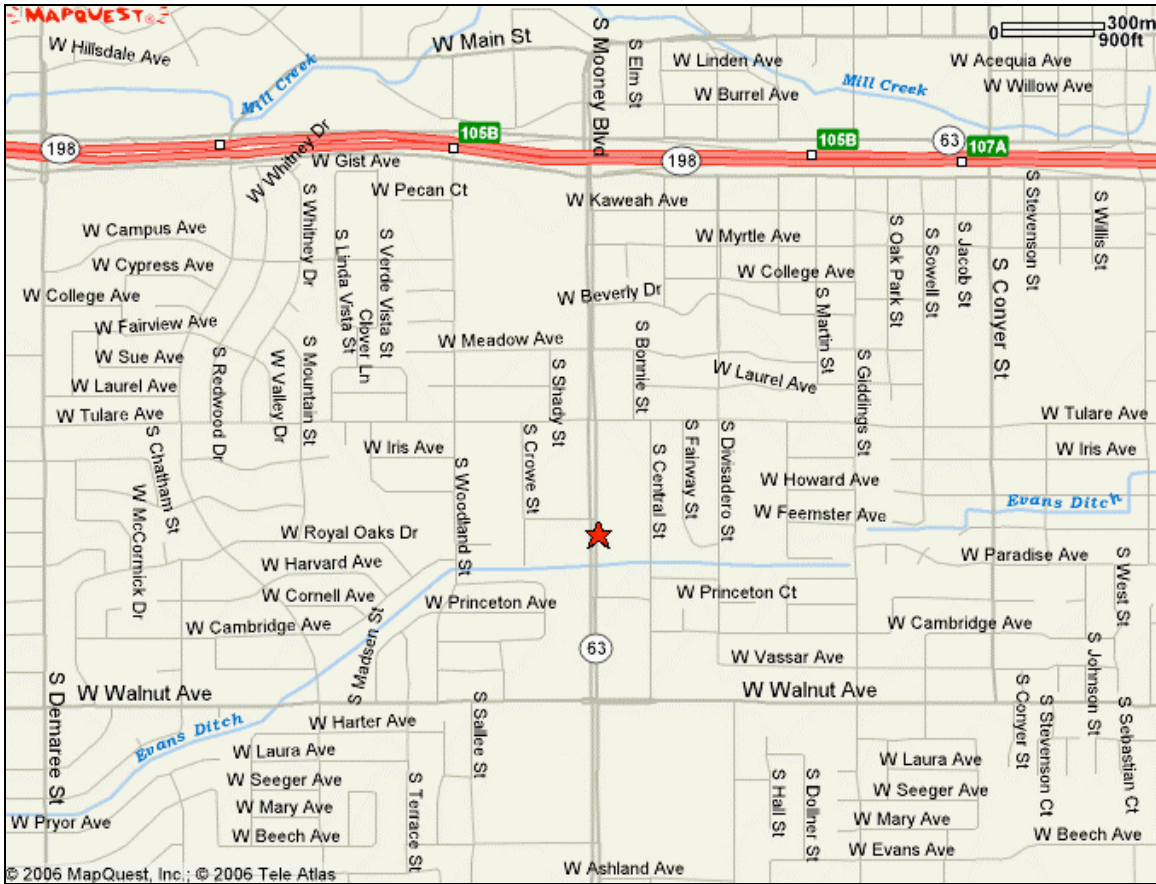 MAPQUEST®
300m
0
900ft
W Hillsdale Ave
W Main St
S Mooney Blvd
S Elm St
W Linden Ave
W Acequia Ave
W Burrel Ave
W Willow Ave
Mill Creek
Mill Creek
198
105B
198
105B
63
107A
W Whitney Dr
W Gist Ave
W Pecan Ct
W Kaweah Ave
S Whitney Dr
S Stevenson St
S Willis St
W Campus Ave
W Myrtle Ave
S Linda Vista St
S Verde Vista St
S Oak Park St
S Sowell St
S Jacob St
W Cypress Ave
W College Ave
S Conyer St
W College Ave
W Beverly Dr
S Martin St
W Fairview Ave
Clover Ln
W Meadow Ave
S Bonnie St
W Sue Ave
S Redwood Dr
W Valley Dr
S Mountain St
S Shady St
W Laurel Ave
S Giddings St
W Laurel Ave
W Tulare Ave
W Tulare Ave
S Chatham St
W Iris Ave
S Crowe St
S Central St
S Fairway St
S Divisadero St
W Iris Ave
S Woodland St
W Howard Ave
W McCormick Dr
W Feemster Ave
Evans Ditch
W Royal Oaks Dr
W Paradise Ave
W Harvard Ave
S West St
W Cornell Ave
W Princeton Ave
W Princeton Ct
W Cambridge Ave
S Madsen St
W Cambridge Ave
63
W Vassar Ave
S Johnson St
S Demaree St
W Walnut Ave
W Walnut Ave
S Conyer St
S Stevenson Ct
S Sebastian Ct
Evans Ditch
W Harter Ave
S Sallee St
W Laura Ave
W Laura Ave
W Seeger Ave
S Terrace St
S Hall St
S Dollner St
W Seeger Ave
W Mary Ave
W Mary Ave
W Pryor Ave
W Beech Ave
W Beech Ave
W Evans Ave
W Ashland Ave
© 2006 MapQuest, Inc.; © 2006 Tele Atlas